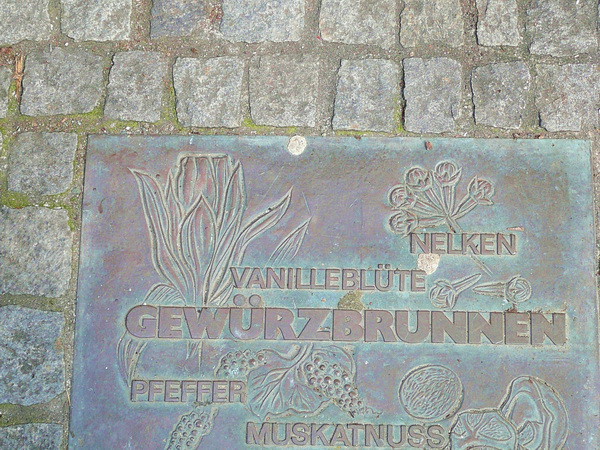 NELKEN
VANILLEBLÜTE
GEWÜRZBRUNNEN
PFEFFER
MUSKATNUSS